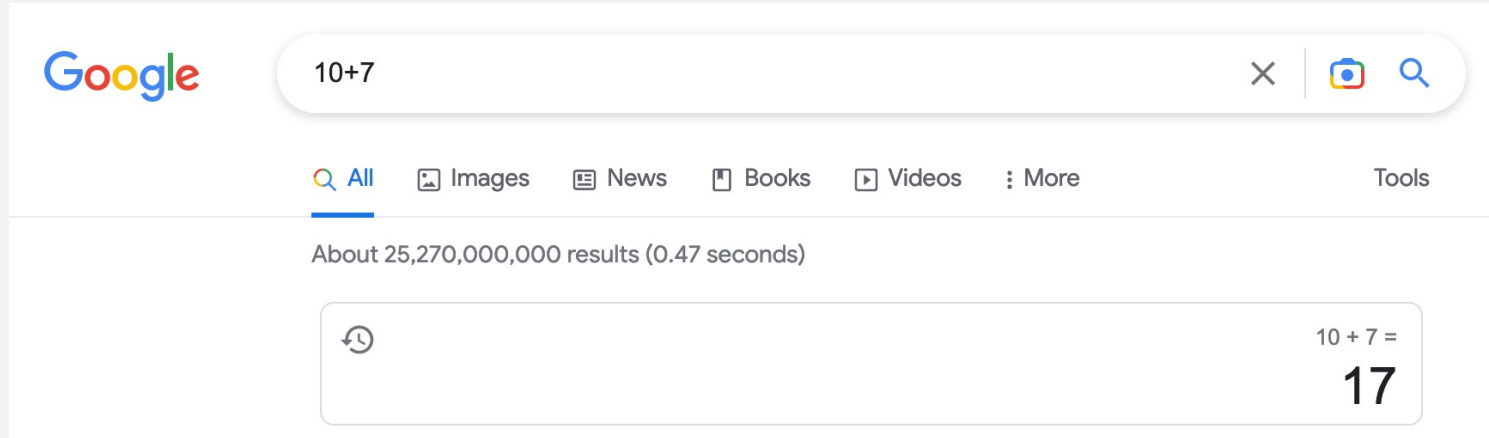 Google 10+7
All Images News Books Videos More Tools
About 25,270,000,000 results (0.47 seconds)
10 + 7 =
17